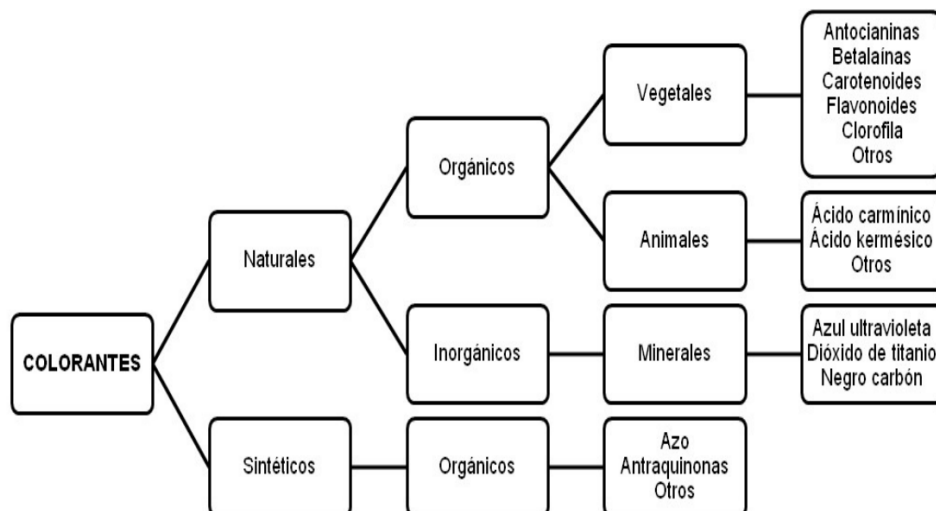 COLORANTES
Naturales
Orgánicos
Vegetales
Antocianinas
Betalaínas
Carotenoides
Flavonoides
Clorofila
Otros
Animales
Ácido carmínico
Ácido kermésico
Otros
Inorgánicos
Minerales
Azul ultravioleta
Dióxido de titanio
Negro carbón
Sintéticos
Orgánicos
Azo
Antraquinonas
Otros